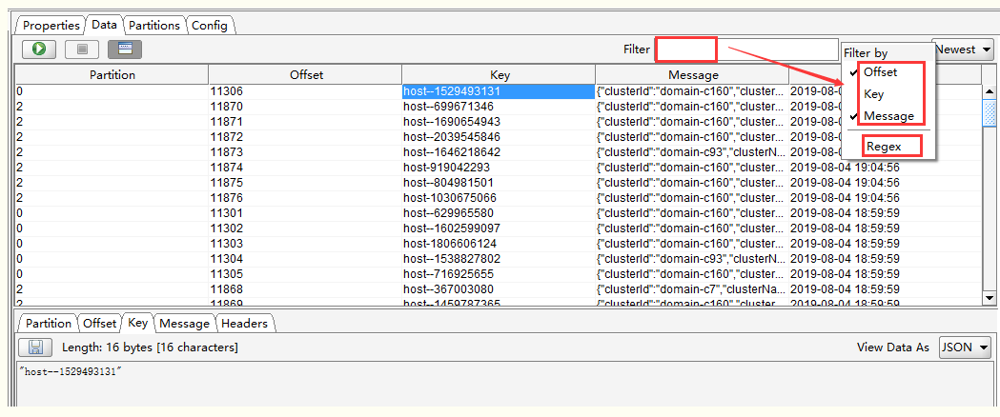 Properties Data Partitions Config
Filter Newest
Filter by
Offset
Key
Message
Regex
Partition Offset Key Message
0 11306 host--1529493131 {"clusterId":"domain-c160","cluster... 2019-08-0
2 11870 host--699671346 {"clusterId":"domain-c160","cluster... 2019-08-0
2 11871 host--1690654943 {"clusterId":"domain-c160","cluster... 2019-08-0
2 11872 host--2039545846 {"clusterId":"domain-c160","cluster... 2019-08-0
2 11873 host--1646218642 {"clusterId":"domain-c93","clusterN... 2019-08-0
2 11874 host-919042293 {"clusterId":"domain-c160","cluster... 2019-08-04 19:04:56
2 11875 host--804981501 {"clusterId":"domain-c160","cluster... 2019-08-04 19:04:56
2 11876 host-1030675066 {"clusterId":"domain-c160","cluster... 2019-08-04 19:04:56
0 11301 host--629965580 {"clusterId":"domain-c160","cluster... 2019-08-04 18:59:59
0 11302 host--1602599097 {"clusterId":"domain-c160","cluster... 2019-08-04 18:59:59
0 11303 host-1806606124 {"clusterId":"domain-c160","cluster... 2019-08-04 18:59:59
0 11304 host--1538827802 {"clusterId":"domain-c93","clusterN... 2019-08-04 18:59:59
0 11305 host--716925655 {"clusterId":"domain-c160","cluster... 2019-08-04 18:59:59
2 11868 host--367003080 {"clusterId":"domain-c7","clusterNa... 2019-08-04 18:59:59
2 11869 host--1459787365 {"clusterId":"domain-c160","cluster... 2019-08-04 18:59:59
Partition Offset Key Message Headers
Length: 16 bytes [16 characters] View Data As JSON
"host--1529493131"